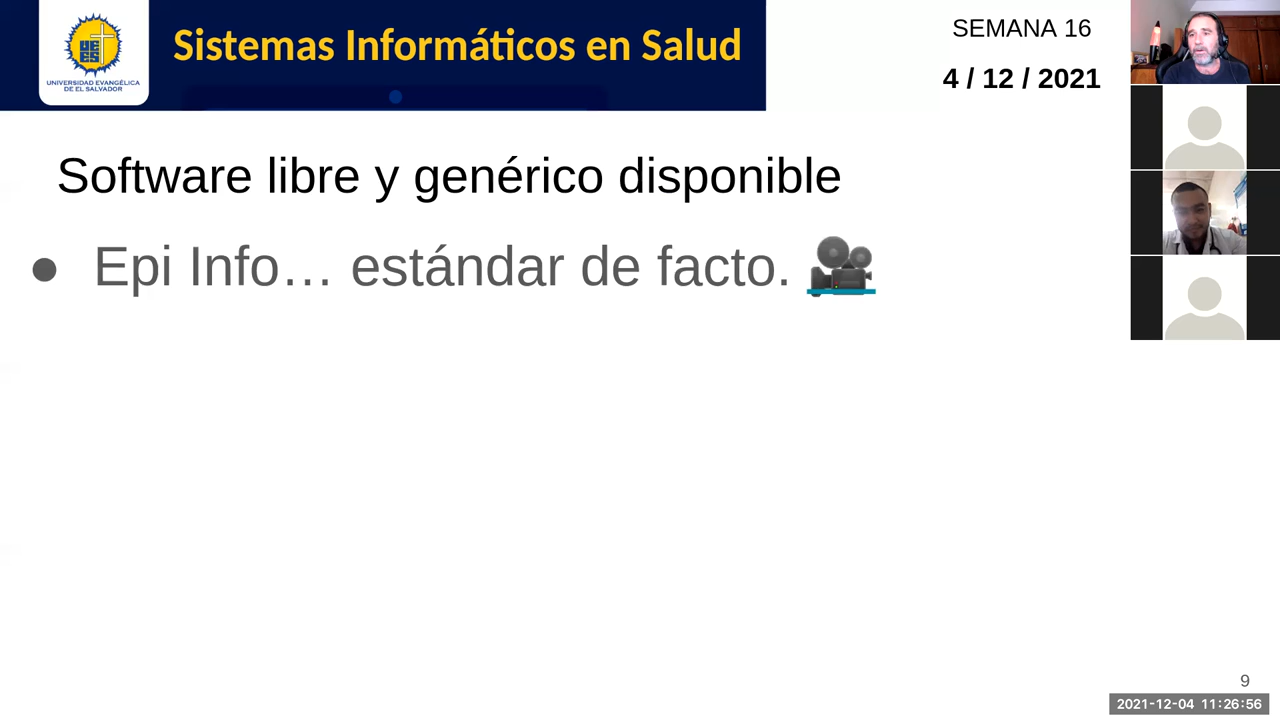 Sistemas Informáticos en Salud
UNIVERSIDAD EVANGÉLICA
DE EL SALVADOR
SEMANA 16
4 / 12 / 2021
Software libre y genérico disponible
● Epi Info… estándar de facto. 🎥
9
2021-12-04 11:26:56